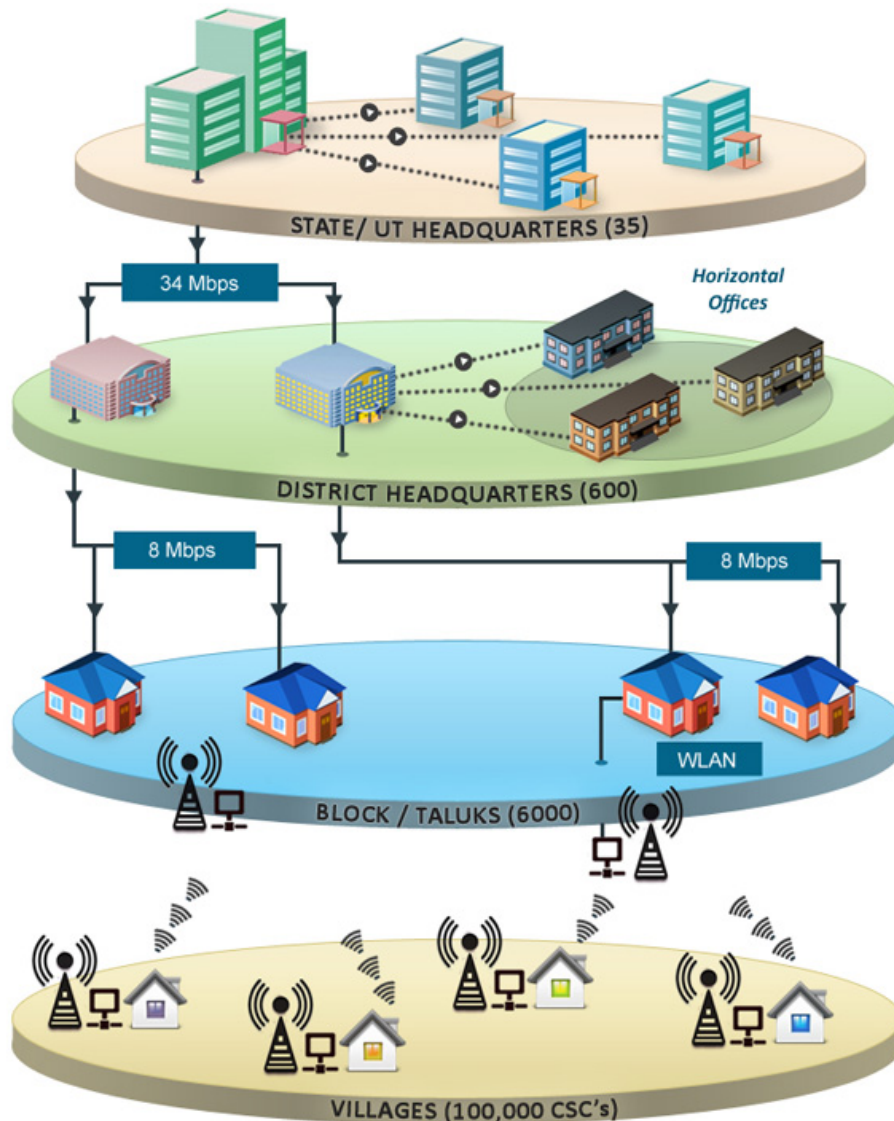 STATE/ UT HEADQUARTERS (35)
34 Mbps
Horizontal
Offices
DISTRICT HEADQUARTERS (600)
8 Mbps
8 Mbps
WLAN
BLOCK / TALUKS (6000)
VILLAGES (100,000 CSC's)